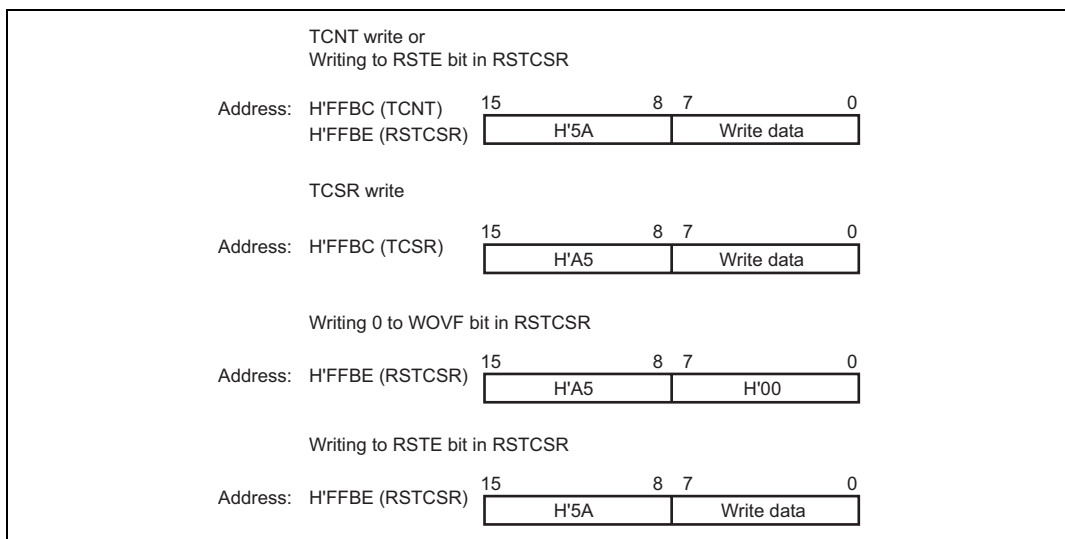 TCNT write or
Writing to RSTE bit in RSTCSR
15 8 7 0
Address: H'FFBC (TCNT)
H'FFBE (RSTCSR) H'5A Write data
TCSR write
15 8 7 0
Address: H'FFBC (TCSR) H'A5 Write data
Writing 0 to WOVF bit in RSTCSR
15 8 7 0
Address: H'FFBE (RSTCSR) H'A5 H'00
Writing to RSTE bit in RSTCSR
15 8 7 0
Address: H'FFBE (RSTCSR) H'5A Write data